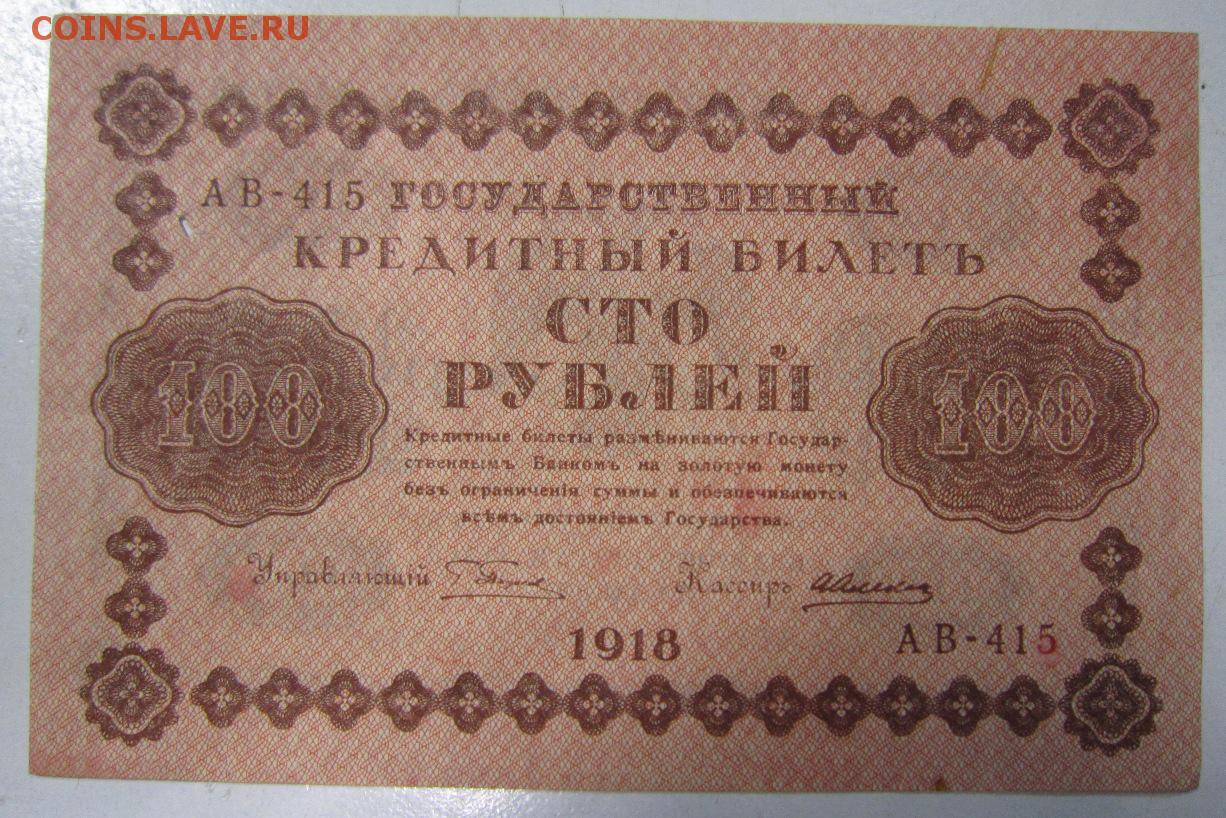 COINS.LAVE.RU
АВ-415 ГОСУДАРСТВЕННЫЙ
КРЕДИТНЫЙ БИЛЕТЪ
СТО
РУБЛЕЙ
100
100
Кредитные билеты размѣниваются Государ-
ственнымъ Банкомъ на золотую монету
безъ ограниченія суммы и обезпечиваются
всѣмъ достояніемъ Государства.
Управляющій
Кассиръ
1918
АВ-415